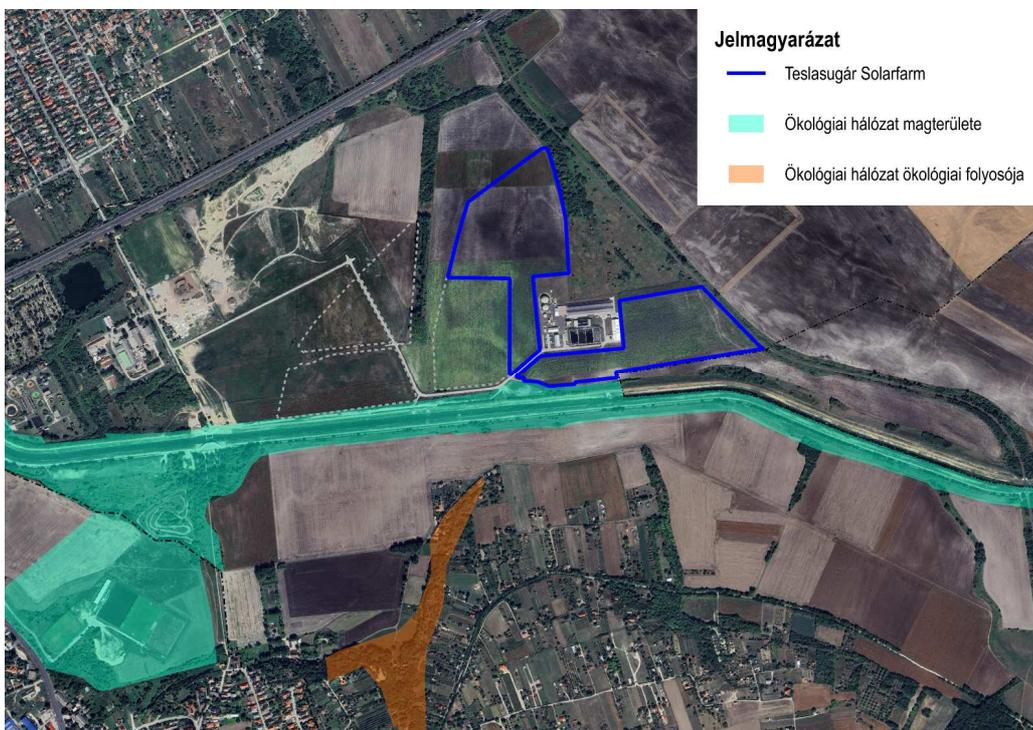 Jelmagyarázat
Teslasugár Solarfarm
Ökológiai hálózat magterülete
Ökológiai hálózat ökológiai folyosója